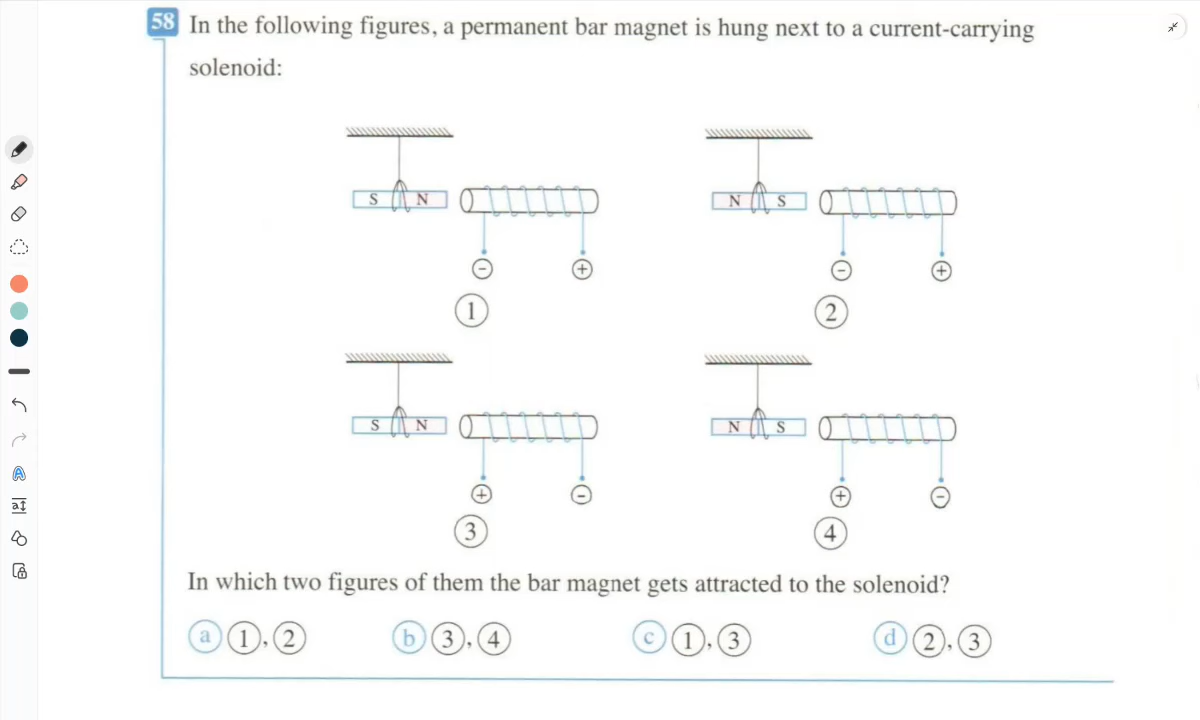 58 In the following figures, a permanent bar magnet is hung next to a current-carrying
solenoid:
S N
− +
1
N S
− +
2
S N
+ −
3
N S
+ −
4
In which two figures of them the bar magnet gets attracted to the solenoid?
a 1, 2 b 3, 4 c 1, 3 d 2, 3